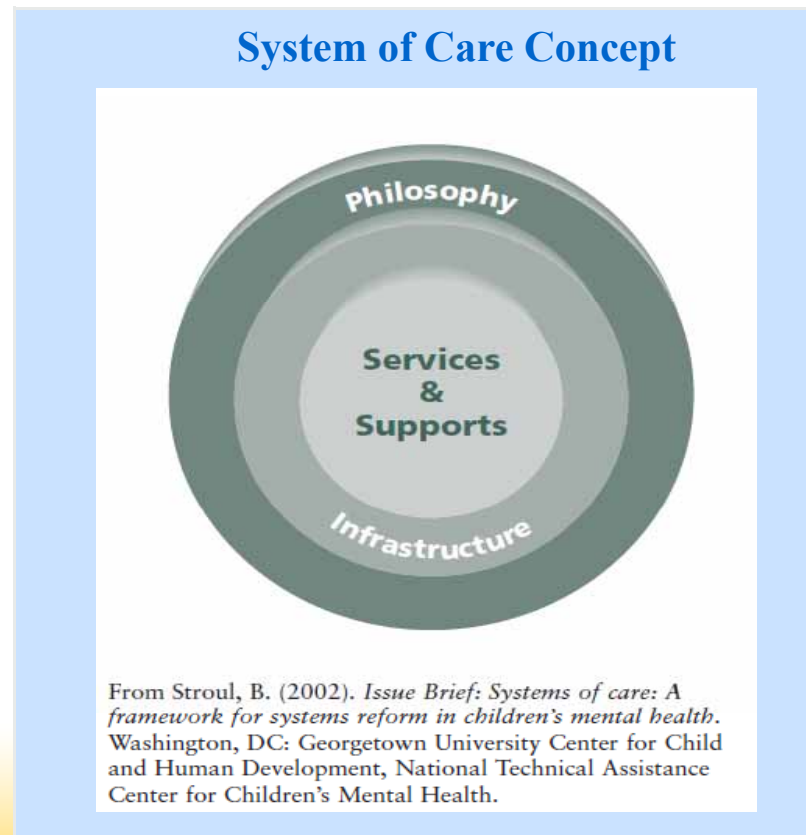 System of Care Concept
Philosophy
Services
&
Supports
Infrastructure
From Stroul, B. (2002). Issue Brief: Systems of care: A
framework for systems reform in children's mental health.
Washington, DC: Georgetown University Center for Child
and Human Development, National Technical Assistance
Center for Children's Mental Health.